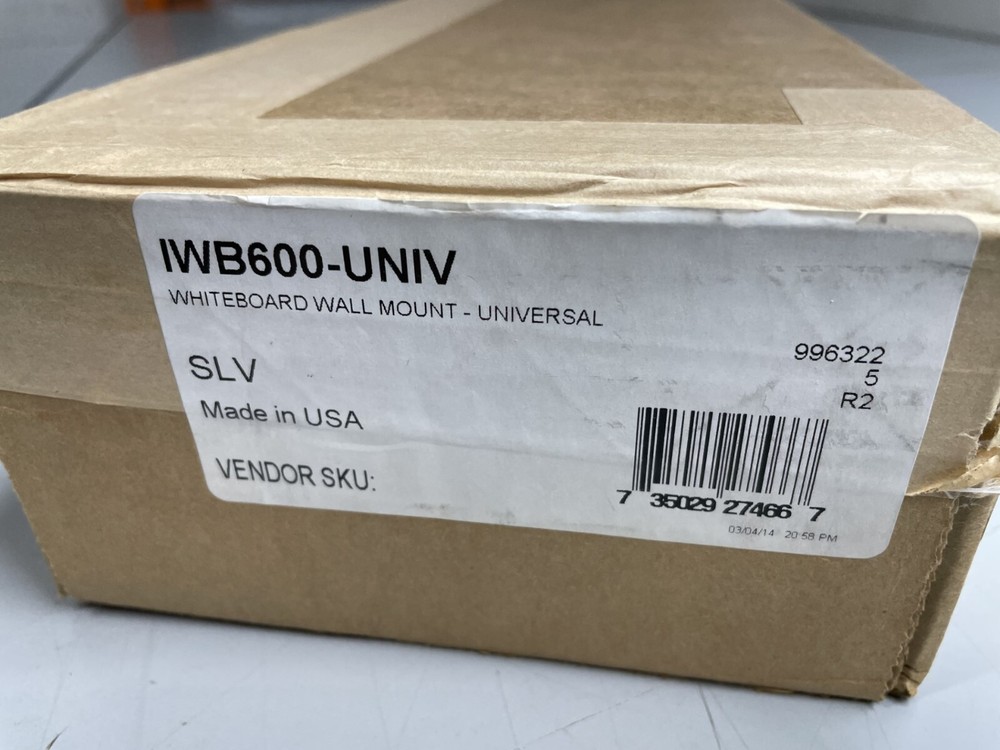 IWB600-UNIV
WHITEBOARD WALL MOUNT - UNIVERSAL
996322
SLV
5
R2
Made in USA
VENDOR SKU:
7 35029 27466 7
03/04/14 20:58 PM